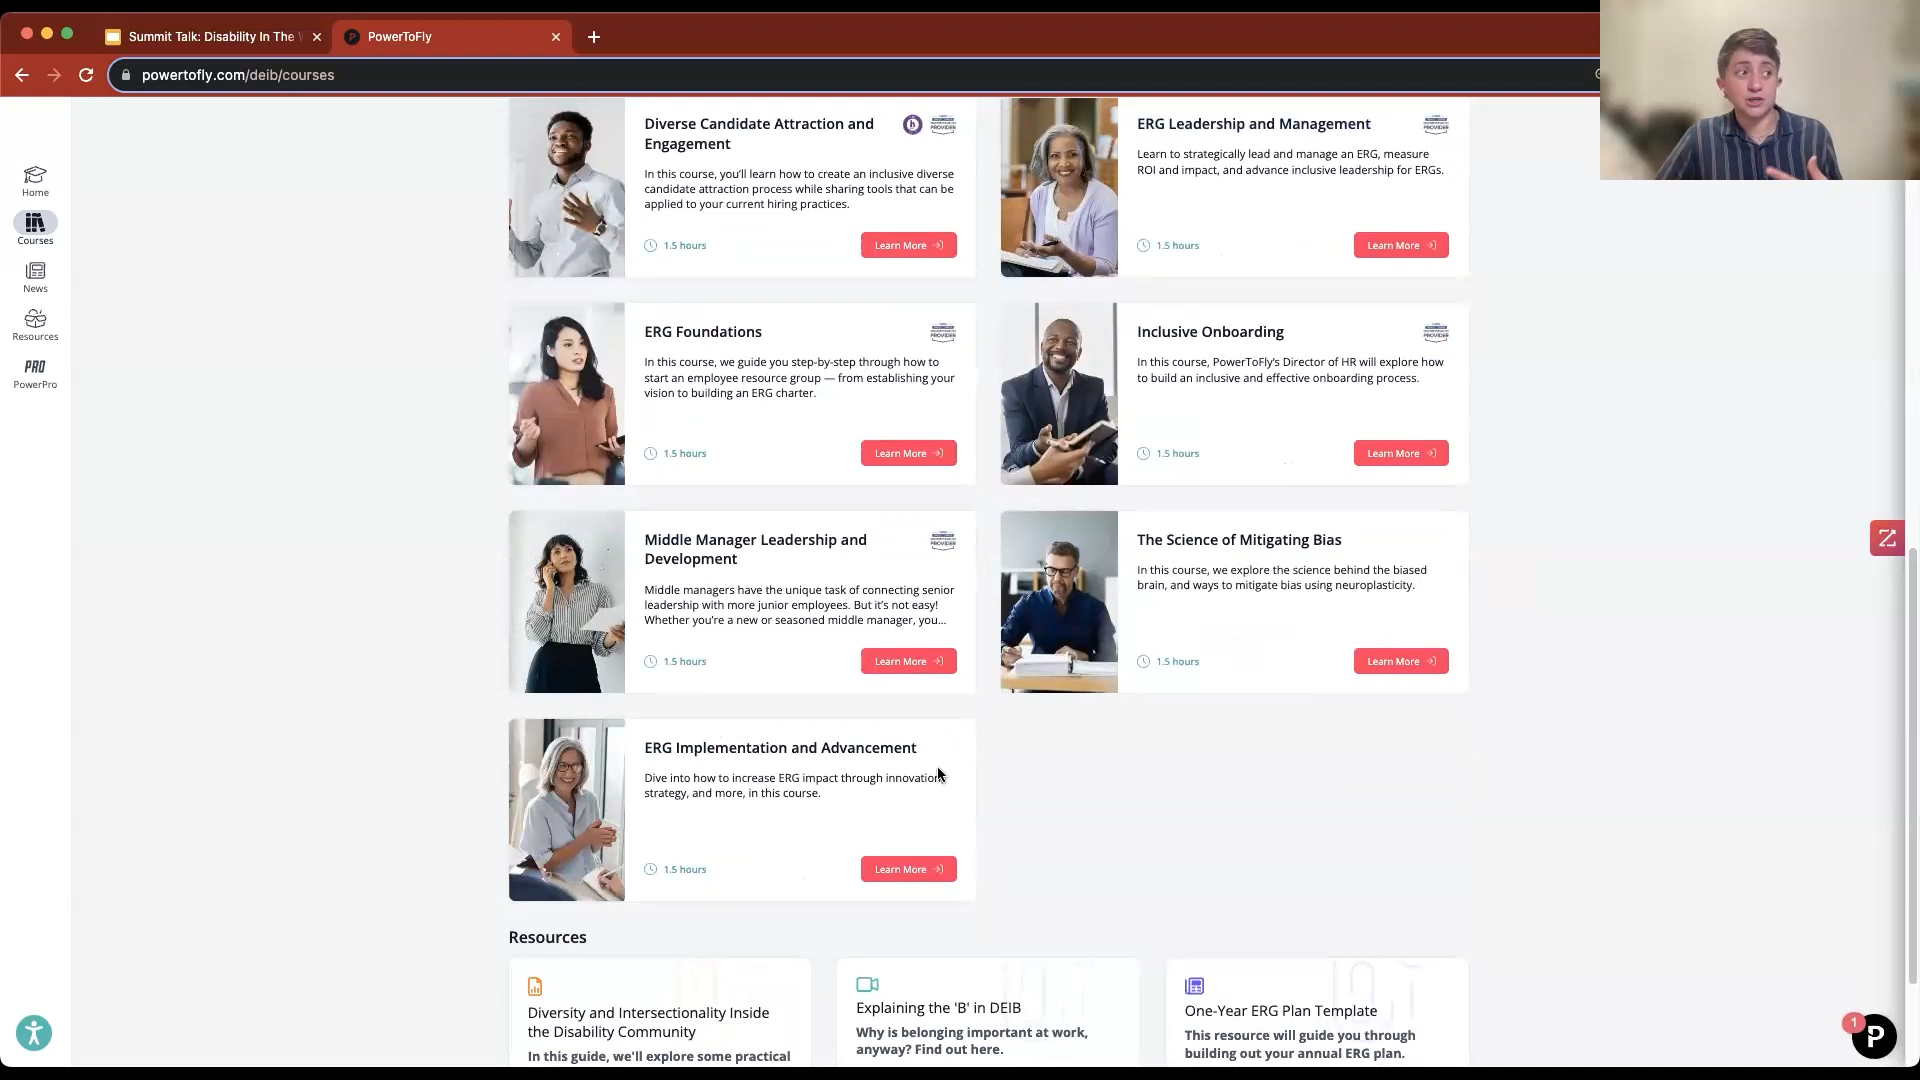 Summit Talk: Disability In The
PowerToFly
powertofly.com/deib/courses
Home
Courses
News
Resources
PRO
PowerPro
Diverse Candidate Attraction and
Engagement
h
PROVIDER
In this course, you'll learn how to create an inclusive diverse
candidate attraction process while sharing tools that can be
applied to your current hiring practices.
1.5 hours
Learn More
ERG Leadership and Management
PROVIDER
Learn to strategically lead and manage an ERG, measure
ROI and impact, and advance inclusive leadership for ERGs.
1.5 hours
Learn More
ERG Foundations
PROVIDER
In this course, we guide you step-by-step through how to
start an employee resource group — from establishing your
vision to building an ERG charter.
1.5 hours
Learn More
Inclusive Onboarding
PROVIDER
In this course, PowerToFly's Director of HR will explore how
to build an inclusive and effective onboarding process.
1.5 hours
Learn More
Middle Manager Leadership and
Development
PROVIDER
Middle managers have the unique task of connecting senior
leadership with more junior employees. But it's not easy!
Whether you're a new or seasoned middle manager, you...
1.5 hours
Learn More
The Science of Mitigating Bias
In this course, we explore the science behind the biased
brain, and ways to mitigate bias using neuroplasticity.
1.5 hours
Learn More
ERG Implementation and Advancement
Dive into how to increase ERG impact through innovation,
strategy, and more, in this course.
1.5 hours
Learn More
Resources
Diversity and Intersectionality Inside
the Disability Community
In this guide, we'll explore some practical
Explaining the 'B' in DEIB
Why is belonging important at work,
anyway? Find out here.
One-Year ERG Plan Template
This resource will guide you through
building out your annual ERG plan.
1
P